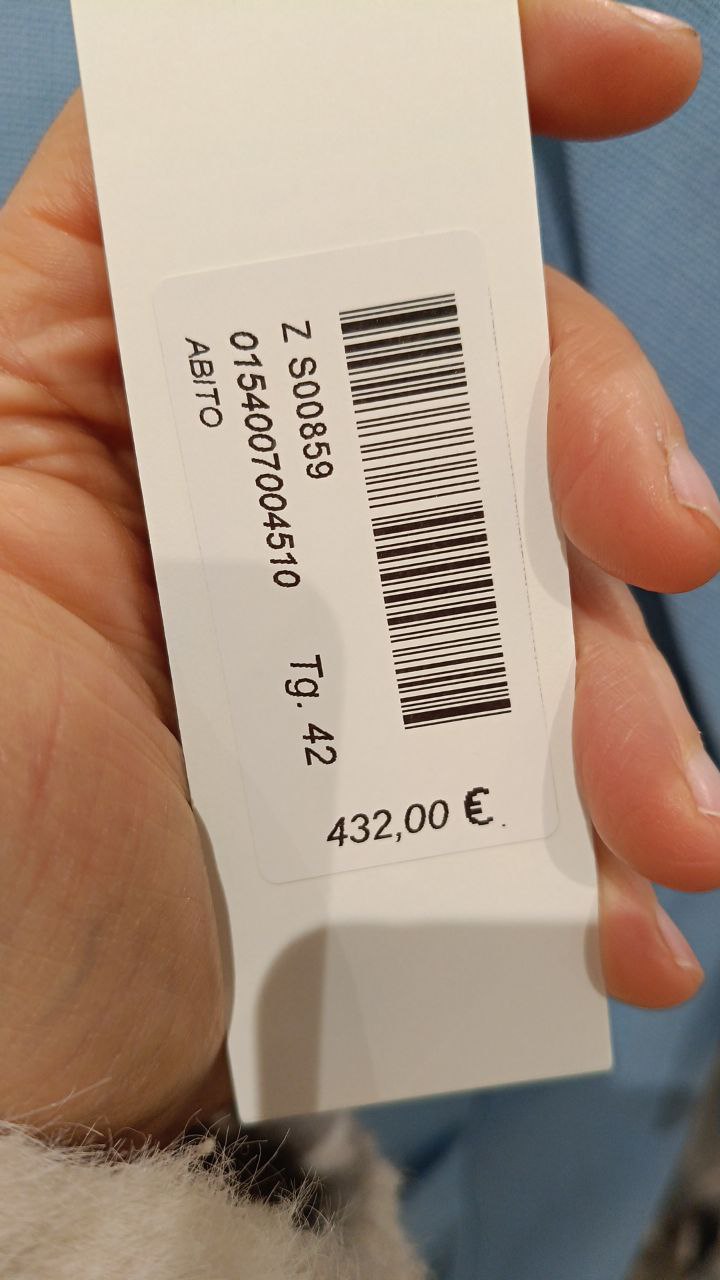 Z S00859
0154007004510 Tg. 42
ABITO
432,00 €